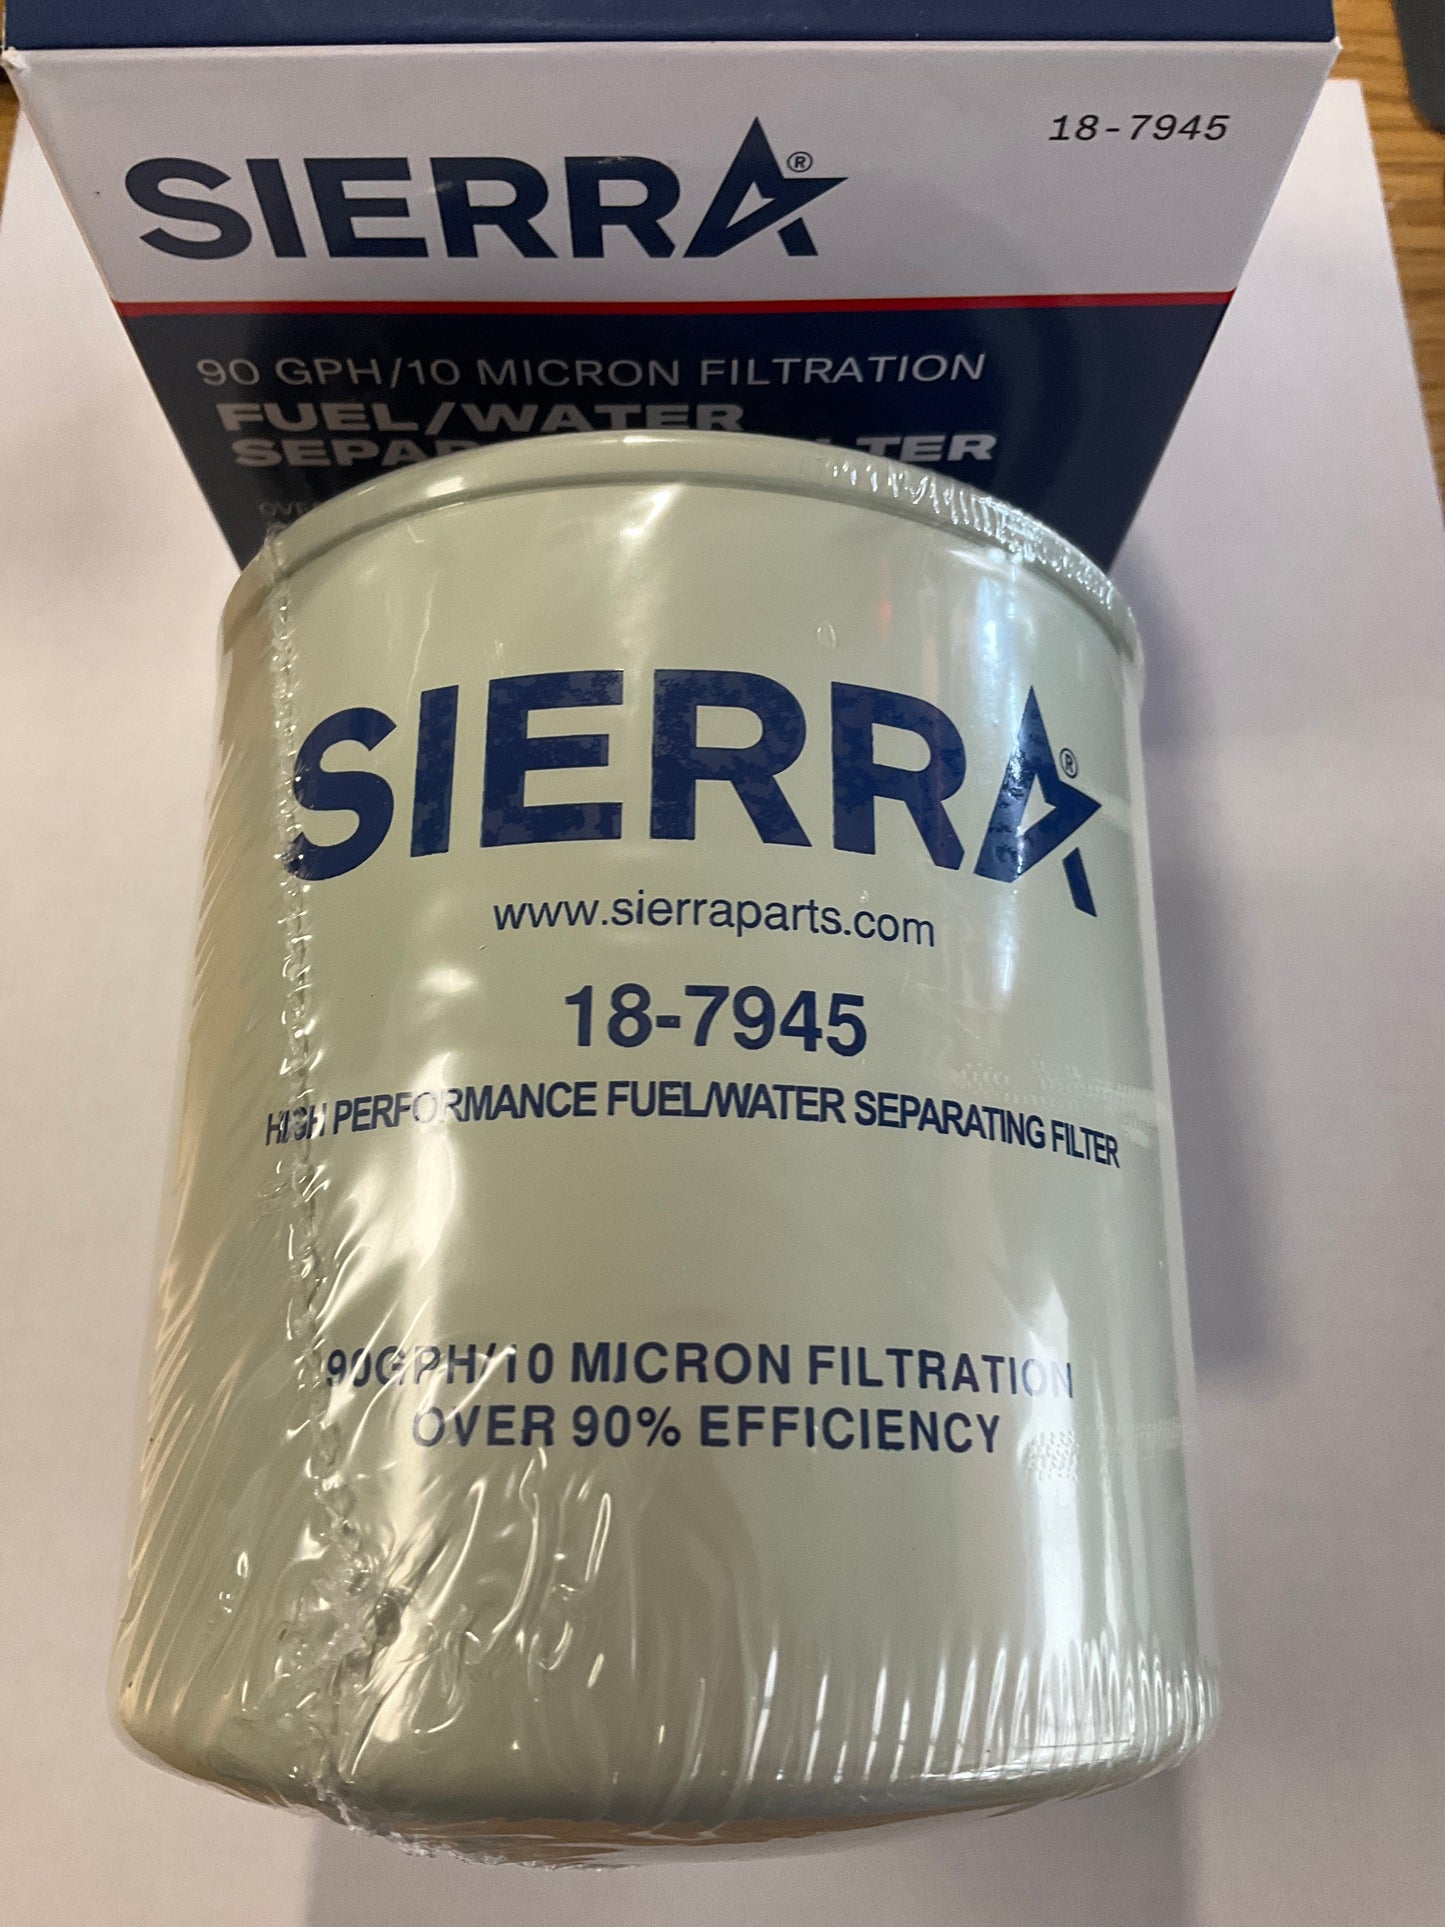 SIERRA®
18-7945
90 GPH/10 MICRON FILTRATION
FUEL/WATER
SIERRA®
www.sierraparts.com
18-7945
HIGH PERFORMANCE FUEL/WATER SEPARATING FILTER
90GPH/10 MICRON FILTRATION
OVER 90% EFFICIENCY